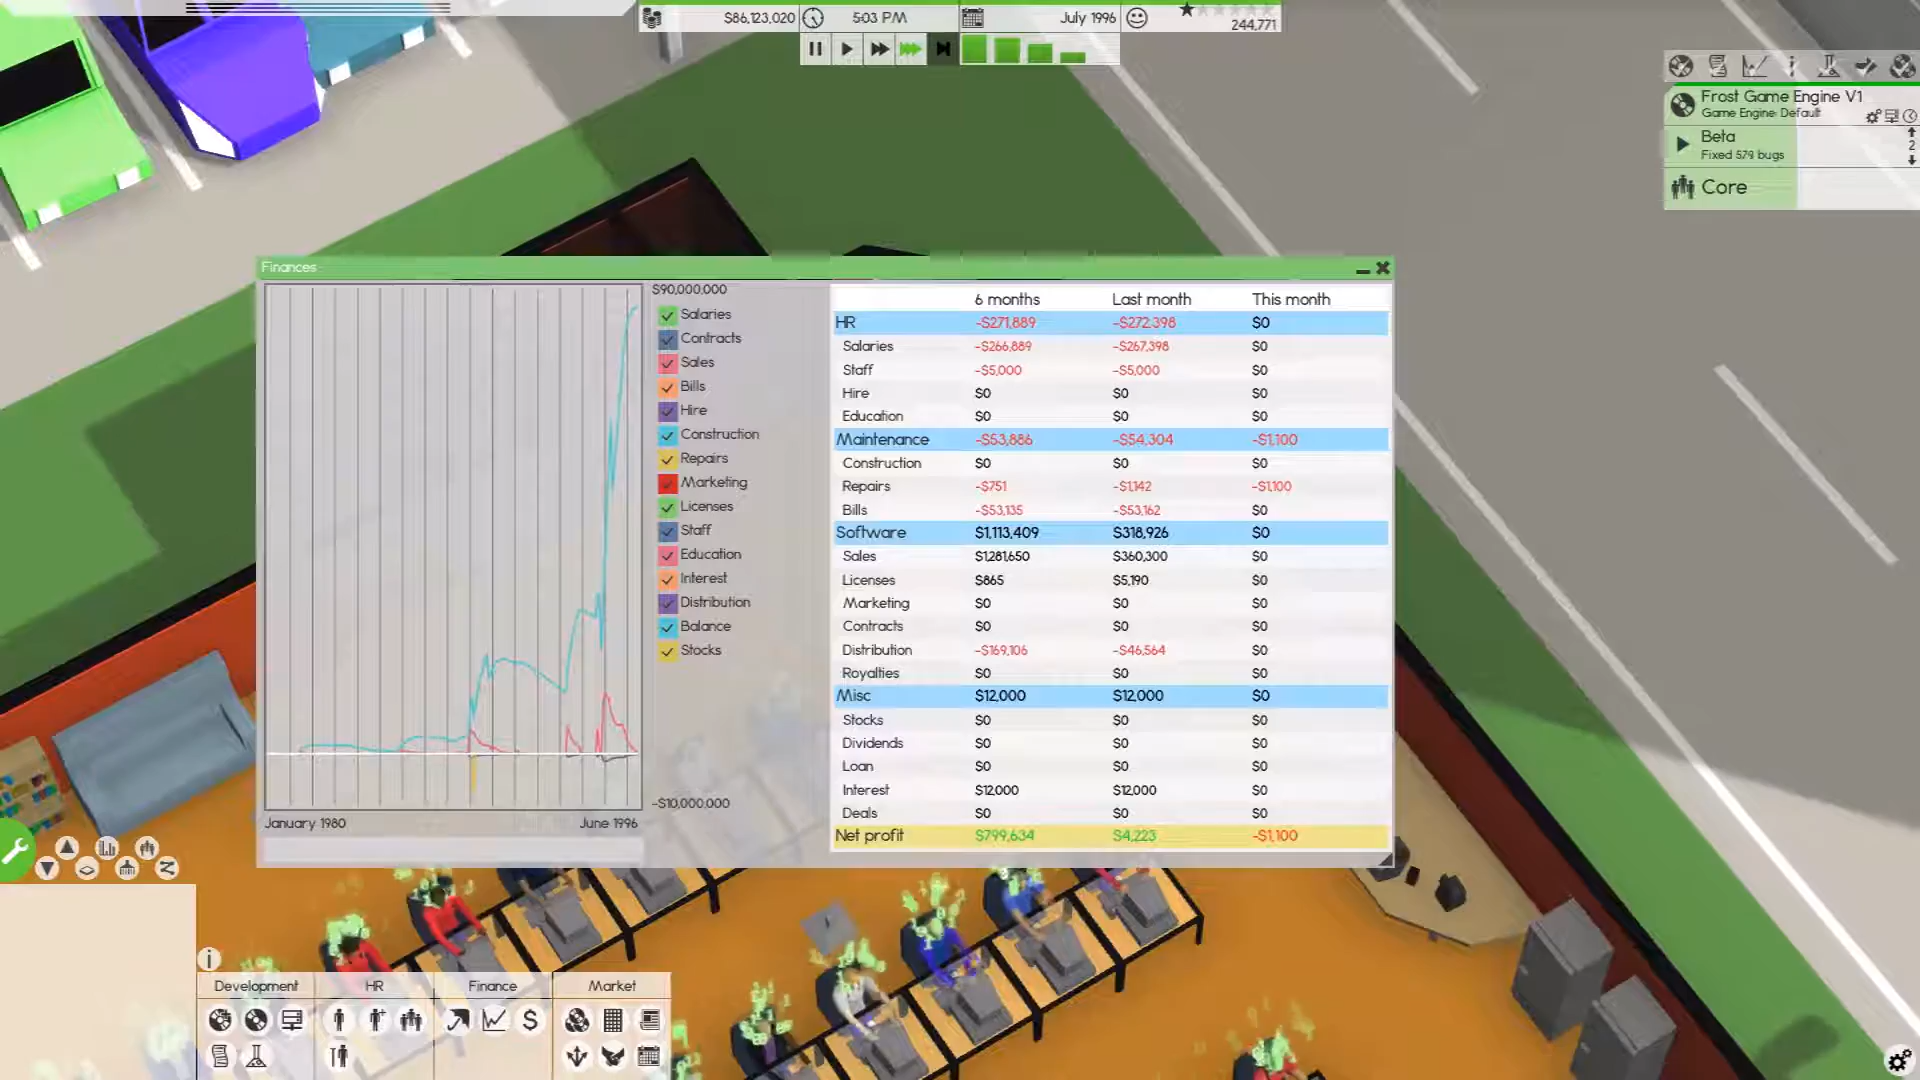 $86,123,020
5:03 PM
July 1996
244,771
Frost Game Engine V1
Game Engine: Default
Beta
2
Fixed 579 bugs
Core
Finances
$90,000,000
Salaries
Contracts
Sales
Bills
Hire
Construction
Repairs
Marketing
Licenses
Staff
Education
Interest
Distribution
Balance
Stocks
-$10,000,000
January 1980
June 1996
6 months Last month This month
HR -$271,889 -$272,398 $0
Salaries -$266,889 -$267,398 $0
Staff -$5,000 -$5,000 $0
Hire $0 $0 $0
Education $0 $0 $0
Maintenance -$53,886 -$54,304 -$1,100
Construction $0 $0 $0
Repairs -$751 -$1,142 -$1,100
Bills -$53,135 -$53,162 $0
Software $1,113,409 $318,926 $0
Sales $1,281,650 $360,300 $0
Licenses $865 $5,190 $0
Marketing $0 $0 $0
Contracts $0 $0 $0
Distribution -$169,106 -$46,564 $0
Royalties $0 $0 $0
Misc $12,000 $12,000 $0
Stocks $0 $0 $0
Dividends $0 $0 $0
Loan $0 $0 $0
Interest $12,000 $12,000 $0
Deals $0 $0 $0
Net profit $799,634 $4,223 -$1,100
Development
HR
Finance
Market